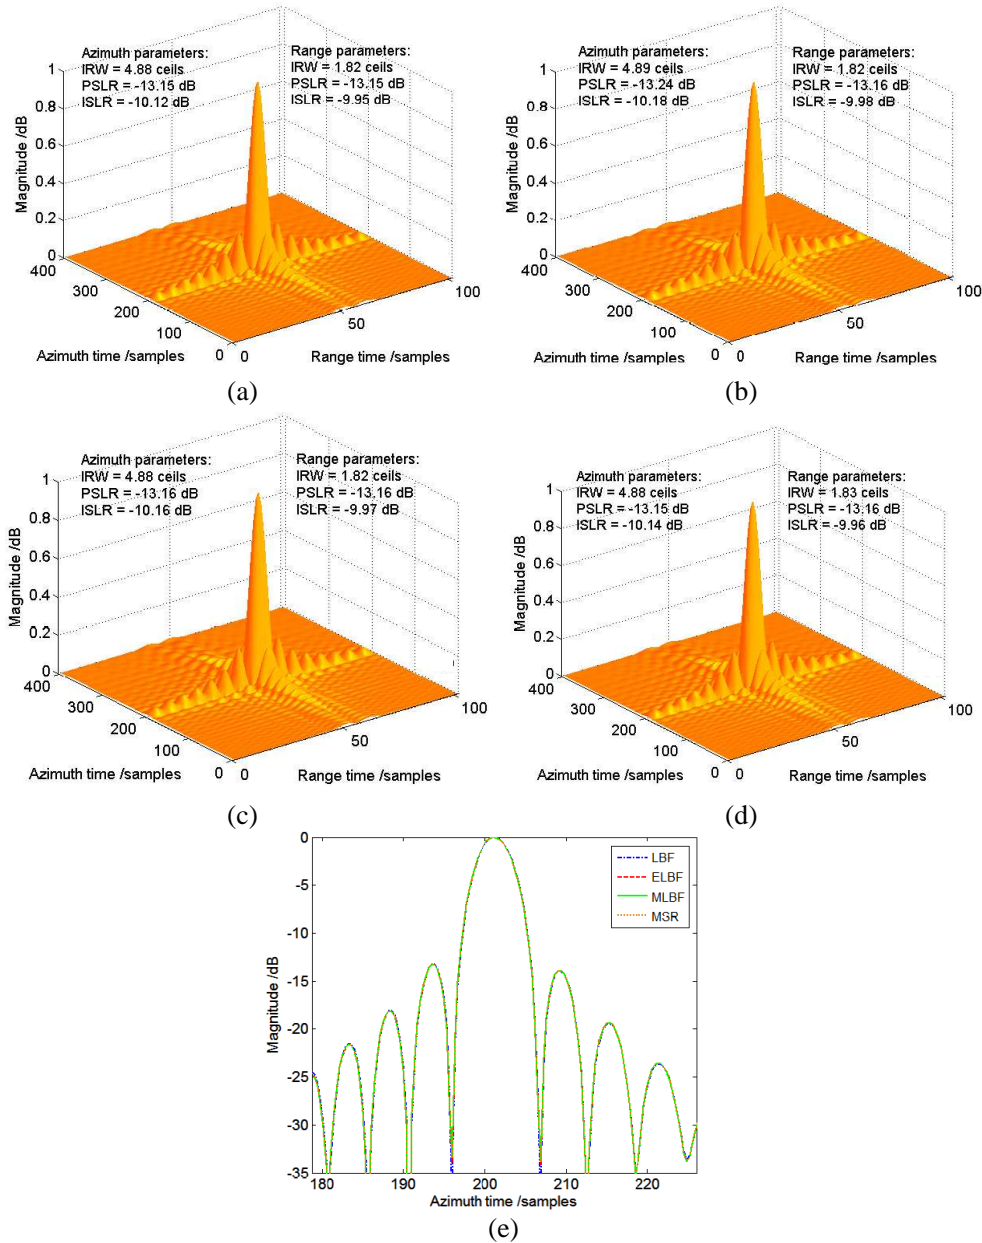 Azimuth parameters:
IRW = 4.88 ceils
PSLR = -13.15 dB
ISLR = -10.12 dB
Range parameters:
IRW = 1.82 ceils
PSLR = -13.15 dB
ISLR = -9.95 dB
1
0.8
0.6
0.4
0.2
0
Magnitude /dB
400
300
200
100
0
Azimuth time /samples
0
50
100
Range time /samples
(a)
Azimuth parameters:
IRW = 4.89 ceils
PSLR = -13.24 dB
ISLR = -10.18 dB
Range parameters:
IRW = 1.82 ceils
PSLR = -13.16 dB
ISLR = -9.98 dB
1
0.8
0.6
0.4
0.2
0
Magnitude /dB
400
300
200
100
0
Azimuth time /samples
0
50
100
Range time /samples
(b)
Azimuth parameters:
IRW = 4.88 ceils
PSLR = -13.16 dB
ISLR = -10.16 dB
Range parameters:
IRW = 1.82 ceils
PSLR = -13.16 dB
ISLR = -9.97 dB
1
0.8
0.6
0.4
0.2
0
Magnitude /dB
400
300
200
100
0
Azimuth time /samples
0
50
100
Range time /samples
(c)
Azimuth parameters:
IRW = 4.88 ceils
PSLR = -13.15 dB
ISLR = -10.14 dB
Range parameters:
IRW = 1.83 ceils
PSLR = -13.16 dB
ISLR = -9.96 dB
1
0.8
0.6
0.4
0.2
0
Magnitude /dB
400
300
200
100
0
Azimuth time /samples
0
50
100
Range time /samples
(d)
0
-5
-10
-15
-20
-25
-30
-35
Magnitude /dB
LBF
ELBF
MLBF
MSR
180
190
200
210
220
Azimuth time /samples
(e)